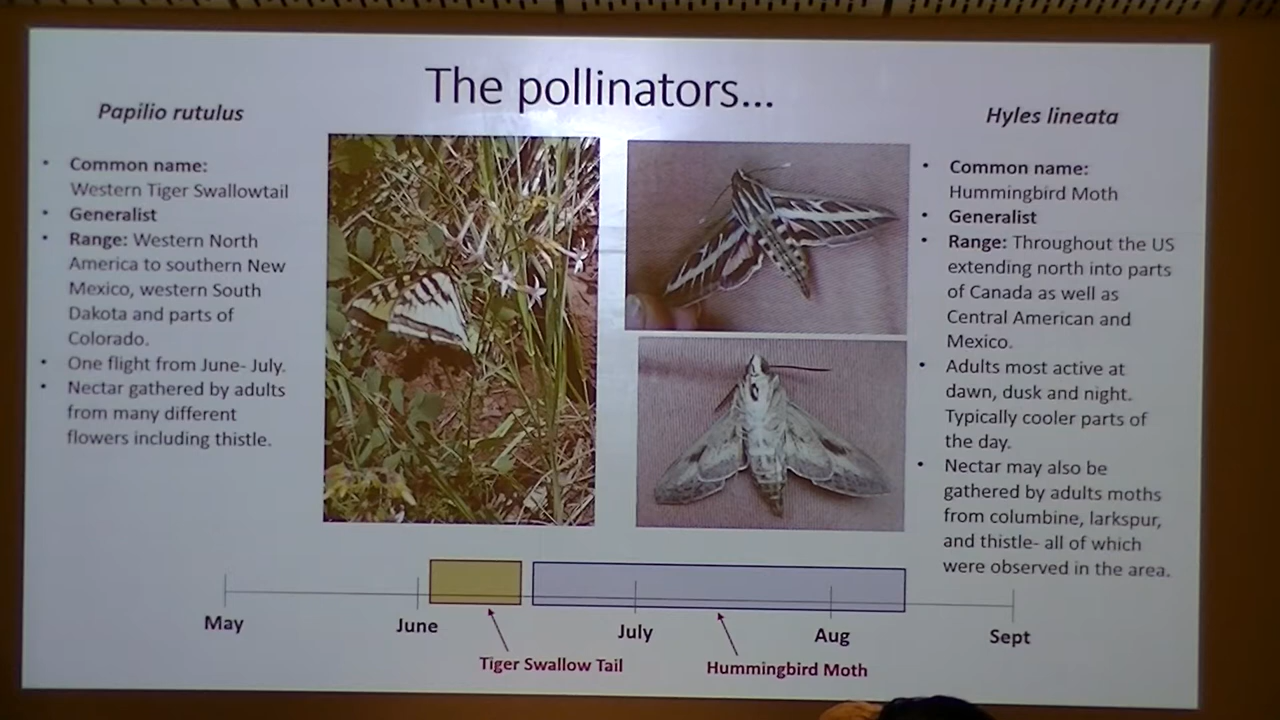 The pollinators...
Papilio rutulus
• Common name:
Western Tiger Swallowtail
• Generalist
• Range: Western North
America to southern New
Mexico, western South
Dakota and parts of
Colorado.
• One flight from June- July.
• Nectar gathered by adults
from many different
flowers including thistle.
Hyles lineata
• Common name:
Hummingbird Moth
• Generalist
• Range: Throughout the US
extending north into parts
of Canada as well as
Central American and
Mexico.
• Adults most active at
dawn, dusk and night.
Typically cooler parts of
the day.
• Nectar may also be
gathered by adults moths
from columbine, larkspur,
and thistle- all of which
were observed in the area.
May
June
July
Aug
Sept
Tiger Swallow Tail
Hummingbird Moth